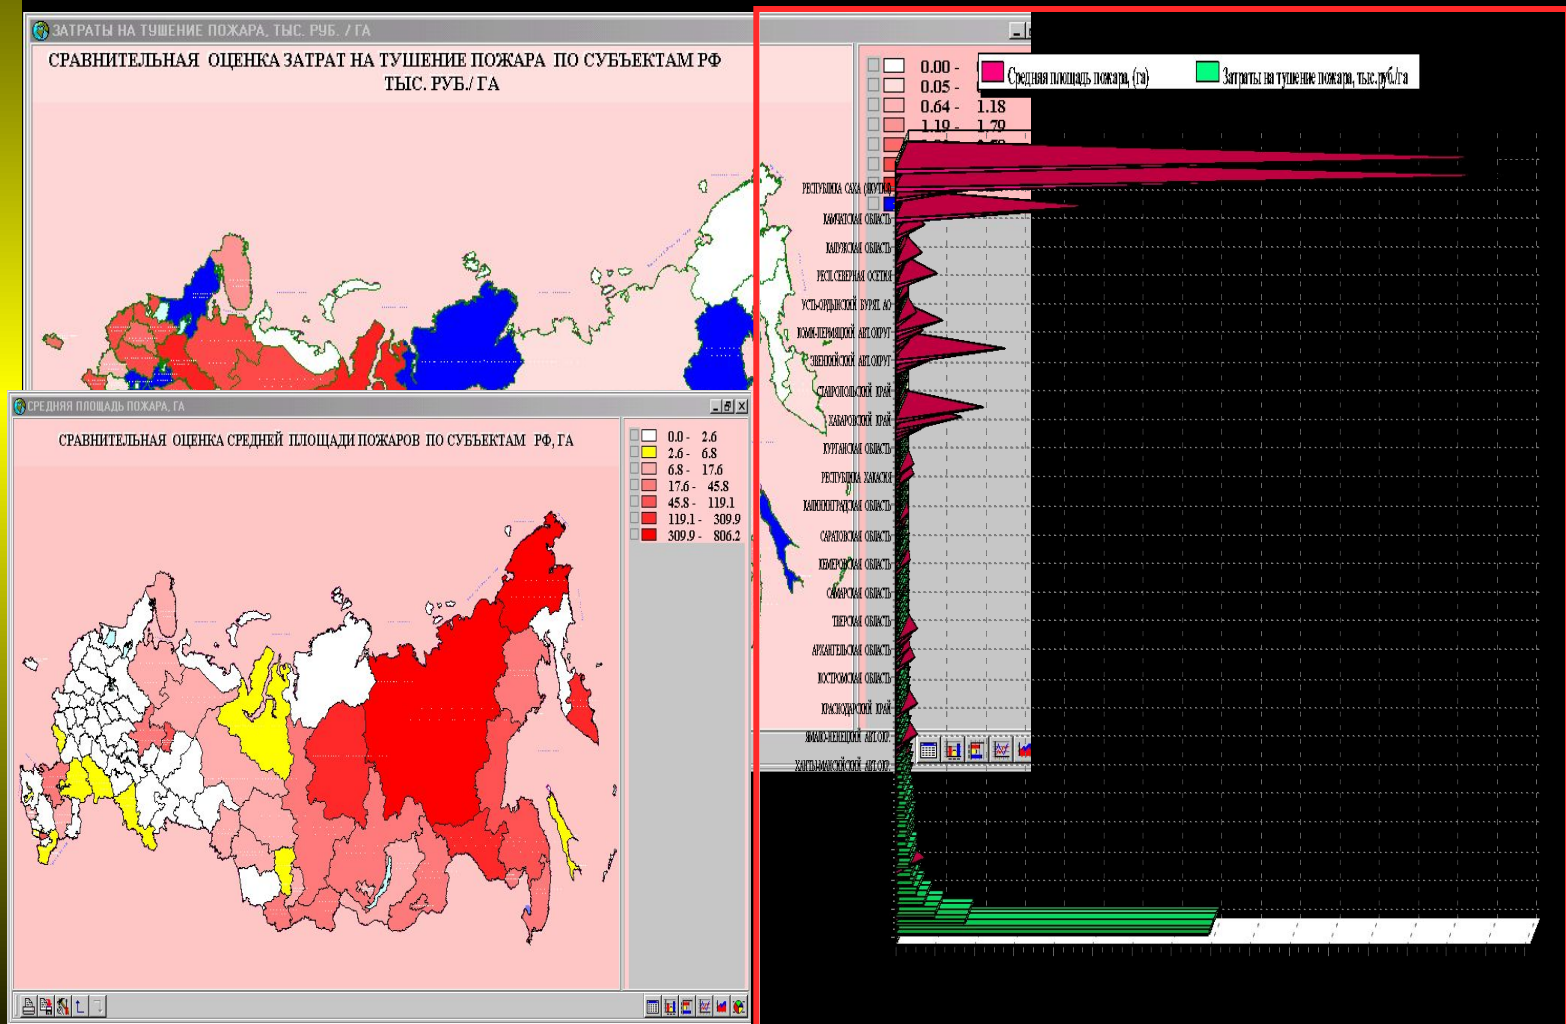 ЗАТРАТЫ НА ТУШЕНИЕ ПОЖАРА, ТЫС. РУБ. / ГА
СРАВНИТЕЛЬНАЯ ОЦЕНКА ЗАТРАТ НА ТУШЕНИЕ ПОЖАРА ПО СУБЪЕКТАМ РФ
ТЫС. РУБ./ ГА
0.00 -
0.05 -
0.64 - 1.18
1.19 - 1.79
Средняя площадь пожара, (га)
Затраты на тушение пожара, тыс.руб./га
РЕСПУБЛИКА САХА (ЯКУТИЯ)
КАМЧАТСКАЯ ОБЛАСТЬ
КАЛУЖСКАЯ ОБЛАСТЬ
РЕСП.СЕВЕРНАЯ ОСЕТИЯ
УСТЬ-ОРДЫНСКИЙ БУРЯТ. АО
КОМИ-ПЕРМЯЦКИЙ АВТ.ОКРУГ
ЭВЕНКИЙСКИЙ АВТ.ОКРУГ
СТАВРОПОЛЬСКИЙ КРАЙ
ХАБАРОВСКИЙ КРАЙ
КУРГАНСКАЯ ОБЛАСТЬ
РЕСПУБЛИКА ХАКАСИЯ
КАЛИНИНГРАДСКАЯ ОБЛАСТЬ
САРАТОВСКАЯ ОБЛАСТЬ
КЕМЕРОВСКАЯ ОБЛАСТЬ
САМАРСКАЯ ОБЛАСТЬ
ТВЕРСКАЯ ОБЛАСТЬ
АРХАНГЕЛЬСКАЯ ОБЛАСТЬ
КОСТРОМСКАЯ ОБЛАСТЬ
КРАСНОДАРСКИЙ КРАЙ
ЯМАЛО-НЕНЕЦКИЙ АВТ.ОКР.
ХАНТЫ-МАНСИЙСКИЙ АВТ.ОКР.
СРЕДНЯЯ ПЛОЩАДЬ ПОЖАРА, ГА
СРАВНИТЕЛЬНАЯ ОЦЕНКА СРЕДНЕЙ ПЛОЩАДИ ПОЖАРОВ ПО СУБЪЕКТАМ РФ, ГА
0.0 - 2.6
2.6 - 6.8
6.8 - 17.6
17.6 - 45.8
45.8 - 119.1
119.1 - 309.9
309.9 - 806.2